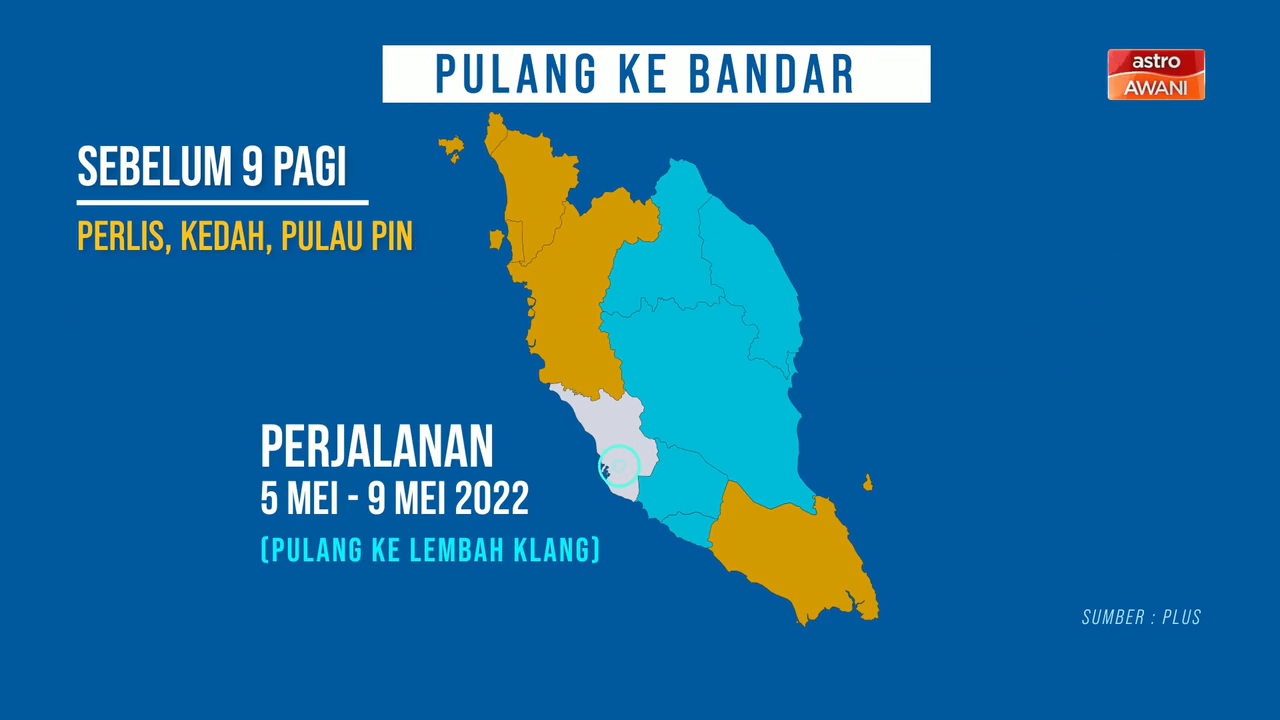 PULANG KE BANDAR
astro
AWANI
SEBELUM 9 PAGI
PERLIS, KEDAH, PULAU PIN
PERJALANAN
5 MEI - 9 MEI 2022
(PULANG KE LEMBAH KLANG)
SUMBER : PLUS